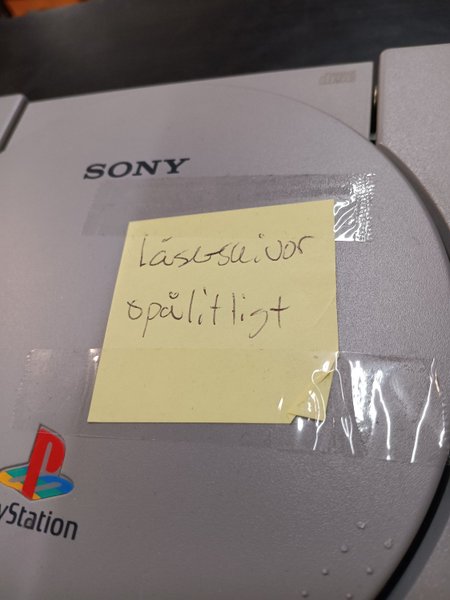 SONY
läser skivor
opålitligt
yStation